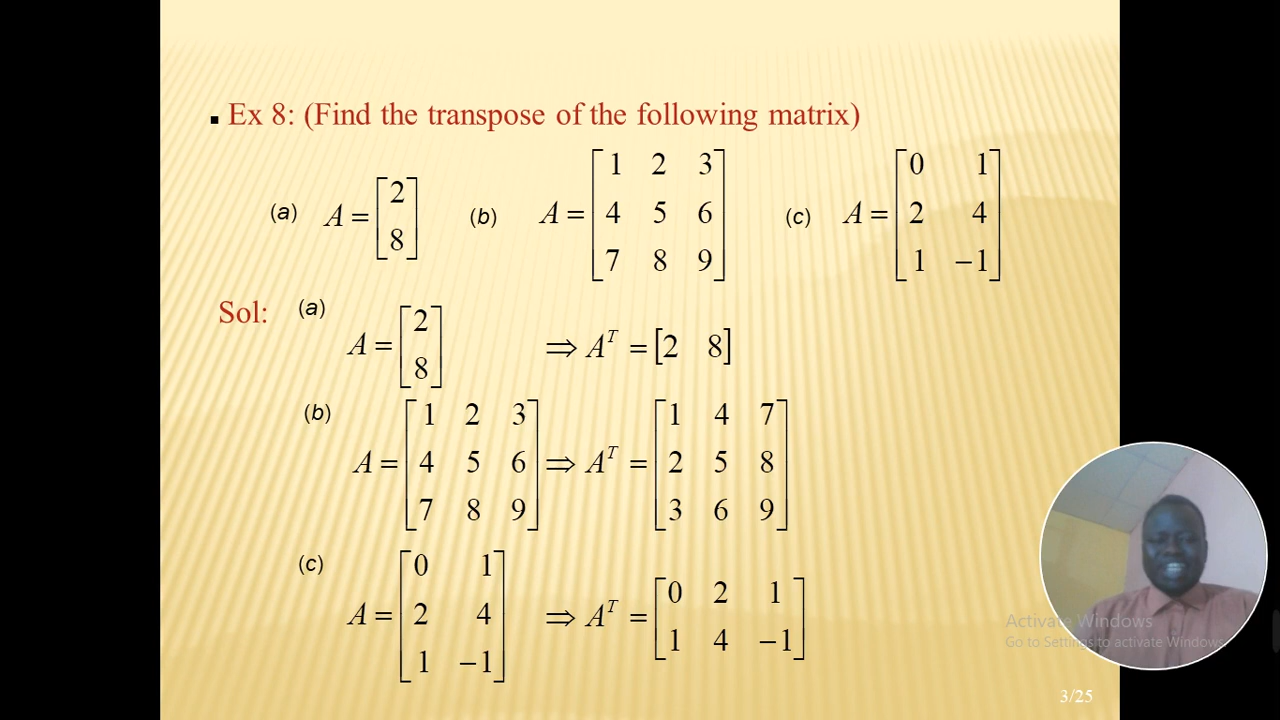 ▪ Ex 8: (Find the transpose of the following matrix)
(a) A = [2; 8] (b) A = [1 2 3; 4 5 6; 7 8 9] (c) A = [0 1; 2 4; 1 −1]
Sol: (a) A = [2; 8] ⇒ Aᵀ = [2 8]
(b) A = [1 2 3; 4 5 6; 7 8 9] ⇒ Aᵀ = [1 4 7; 2 5 8; 3 6 9]
(c) A = [0 1; 2 4; 1 −1] ⇒ Aᵀ = [0 2 1; 1 4 −1]
Activate Windows
Go to Settings to activate Windows.
3/25